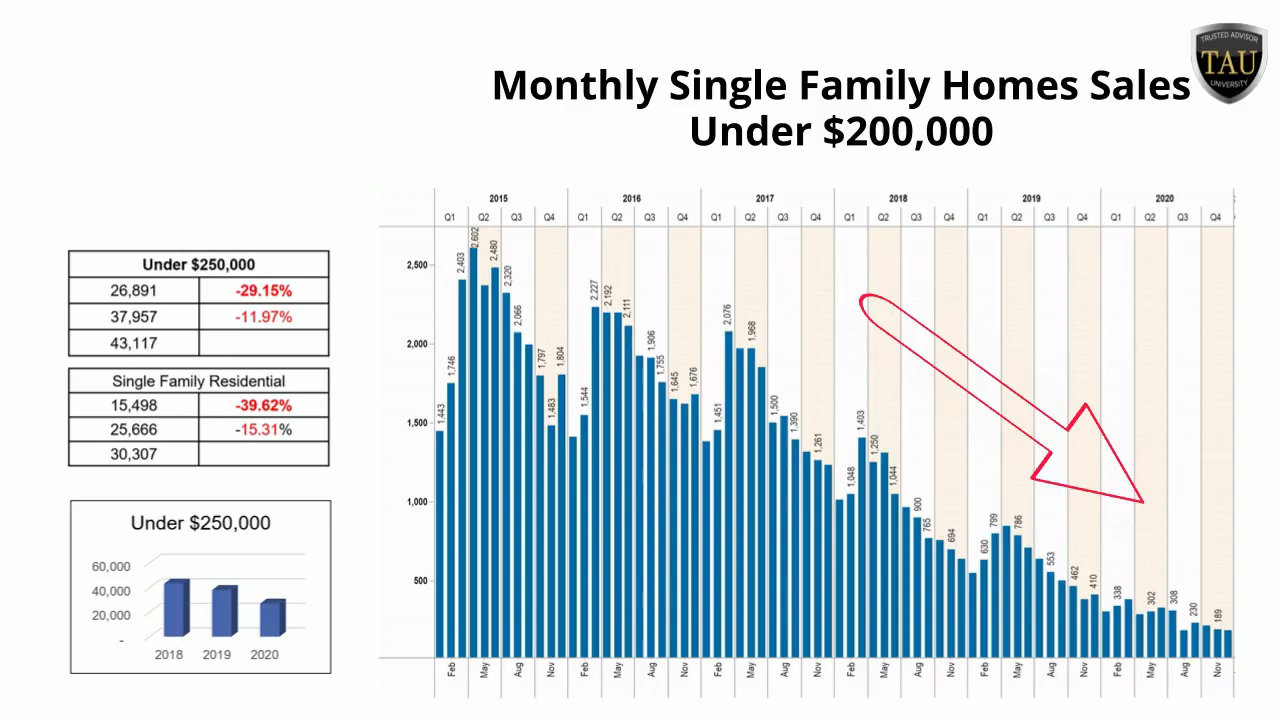 TRUSTED ADVISOR
TAU
UNIVERSITY
Monthly Single Family Homes Sales
Under $200,000
Under $250,000
26,891 -29.15%
37,957 -11.97%
43,117
Single Family Residential
15,498 -39.62%
25,666 -15.31%
30,307
Under $250,000
60,000
40,000
20,000
-
2018 2019 2020
2015 2016 2017 2018 2019 2020
Q1 Q2 Q3 Q4 Q1 Q2 Q3 Q4 Q1 Q2 Q3 Q4 Q1 Q2 Q3 Q4 Q1 Q2 Q3 Q4 Q1 Q2 Q3 Q4
2,500
2,000
1,500
1,000
500
1,443 1,746 2,403 2,602 2,480 2,320 2,066 1,797 1,483 1,804 1,544 2,227 2,192 2,111 1,906 1,755 1,645 1,676 1,451 2,076 1,968 1,500 1,390 1,261 1,048 1,403 1,250 1,044 900 765 694 630 799 786 553 462 410 338 302 308 230 189
Feb May Aug Nov Feb May Aug Nov Feb May Aug Nov Feb May Aug Nov Feb May Aug Nov Feb May Aug Nov